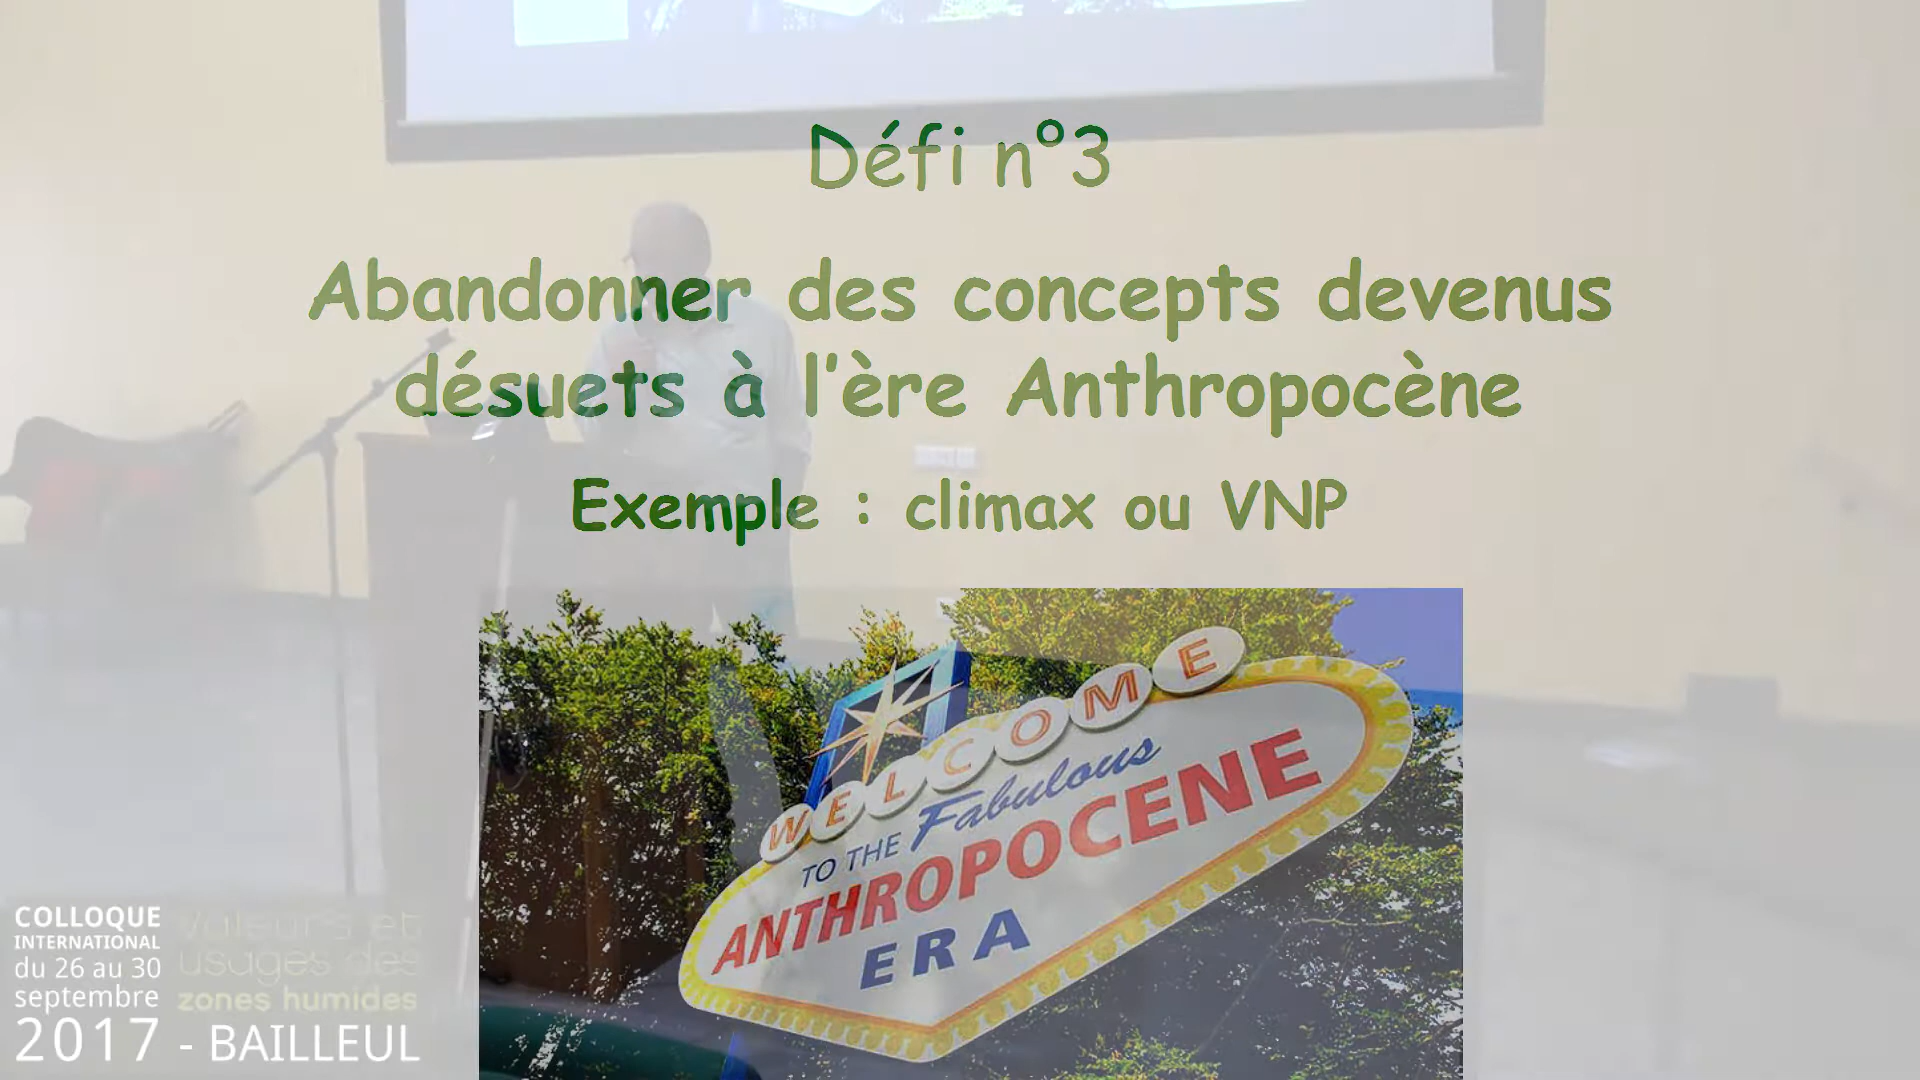 Défi n°3
Abandonner des concepts devenus
désuets à l’ère Anthropocène
Exemple : climax ou VNP
WELCOME
TO THE Fabulous
ANTHROPOCENE
ERA
COLLOQUE
INTERNATIONAL
du 26 au 30
septembre
2017 - BAILLEUL
Valeurs et
usages des
zones humides